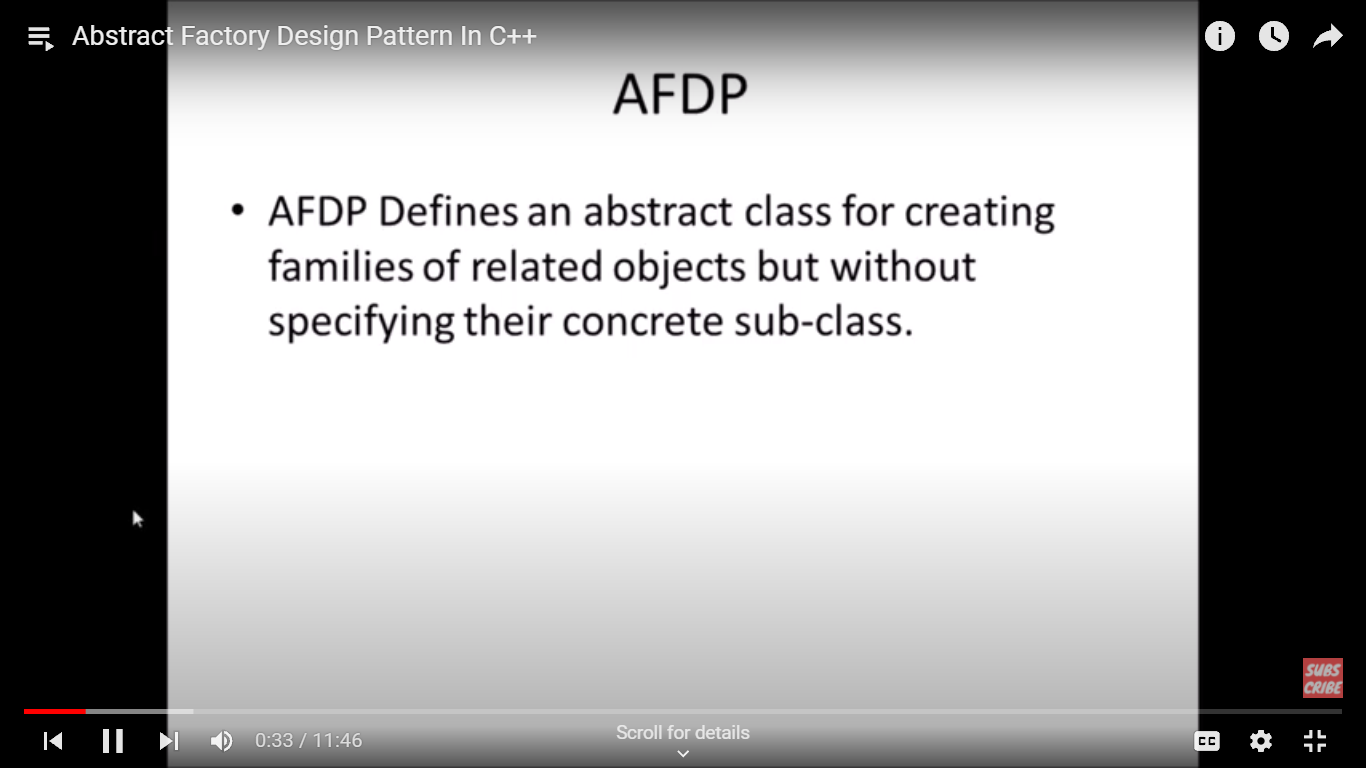 Abstract Factory Design Pattern In C++
AFDP
• AFDP Defines an abstract class for creating
families of related objects but without
specifying their concrete sub-class.
SUBS
CRIBE
0:33 / 11:46
Scroll for details
CC